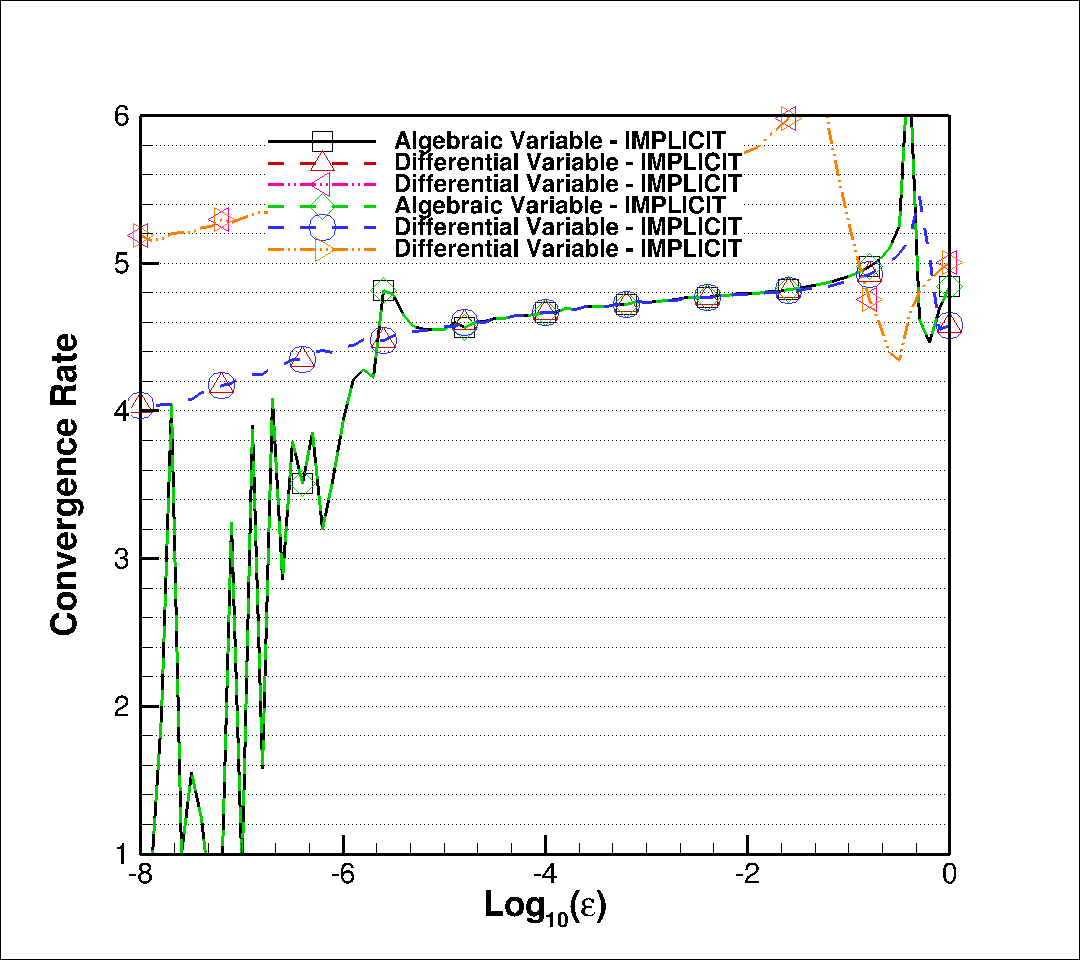 6
Algebraic Variable - IMPLICIT
Differential Variable - IMPLICIT
Differential Variable - IMPLICIT
Algebraic Variable - IMPLICIT
Differential Variable - IMPLICIT
Differential Variable - IMPLICIT
5
4
3
2
1
Convergence Rate
-8 -6 -4 -2 0
Log10(ε)